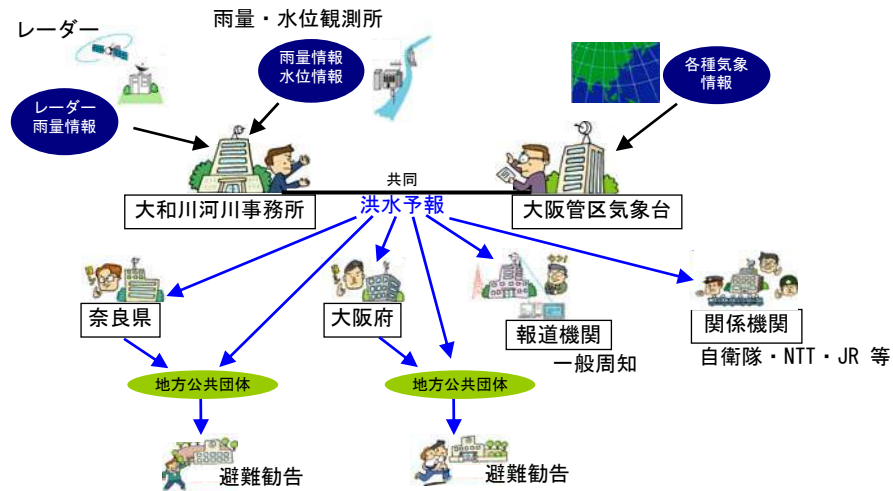 レーダー
雨量・水位観測所
雨量情報
水位情報
各種気象
情報
レーダー
雨量情報
共同
大和川河川事務所
洪水予報
大阪管区気象台
奈良県
大阪府
報道機関
関係機関
一般周知
自衛隊・NTT・JR 等
地方公共団体
地方公共団体
避難勧告
避難勧告